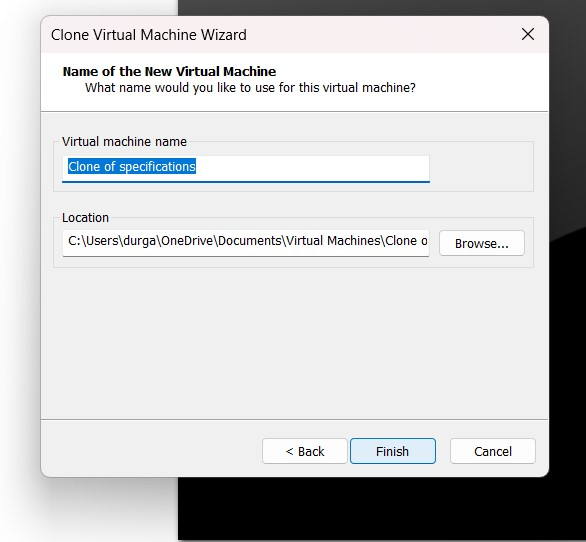 Clone Virtual Machine Wizard
Name of the New Virtual Machine
What name would you like to use for this virtual machine?
Virtual machine name
Clone of specifications
Location
C:\Users\durga\OneDrive\Documents\Virtual Machines\Clone o
Browse...
< Back
Finish
Cancel